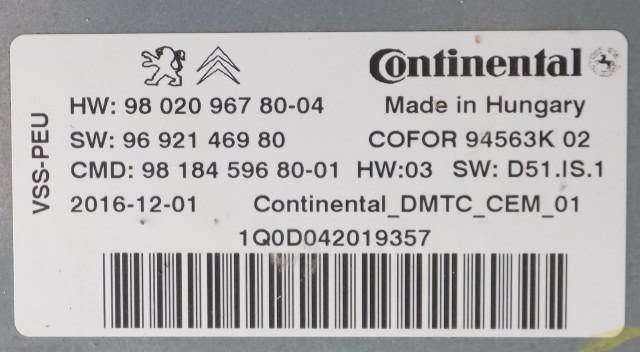 Continental
HW: 98 020 967 80-04 Made in Hungary
SW: 96 921 469 80 COFOR 94563K 02
CMD: 98 184 596 80-01 HW:03 SW: D51.IS.1
2016-12-01 Continental_DMTC_CEM_01
1Q0D042019357
VSS-PEU